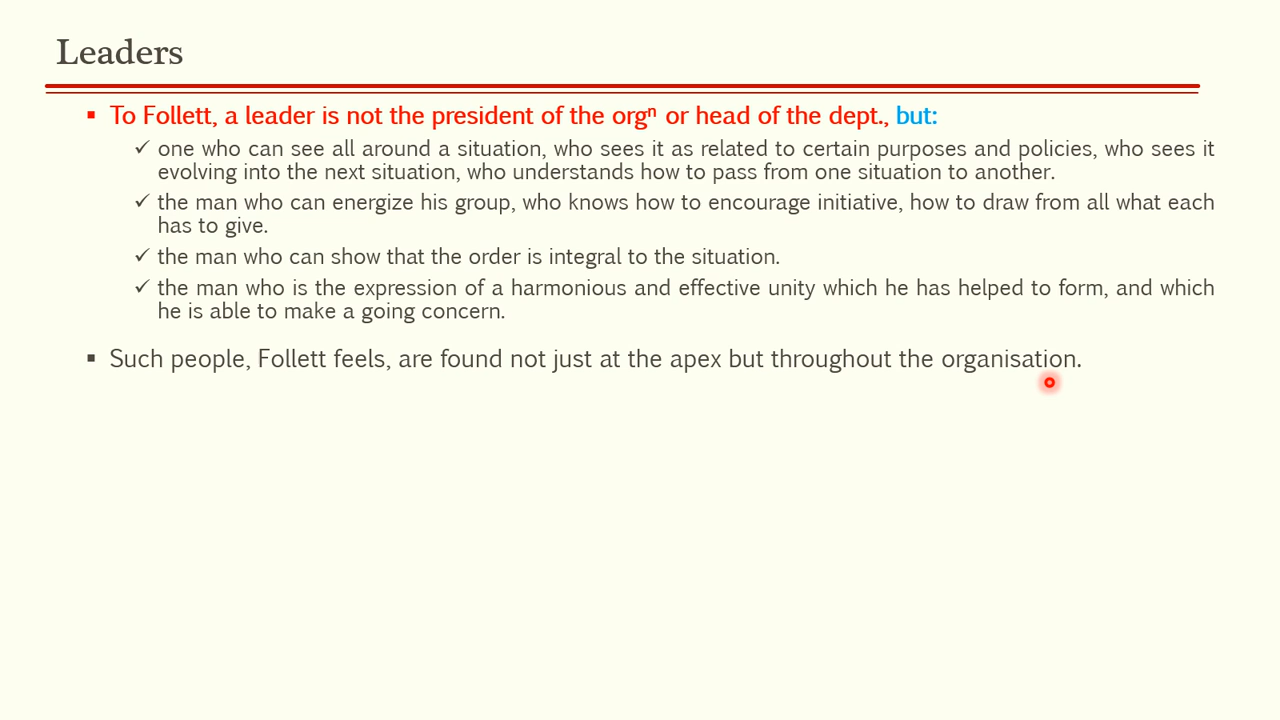 Leaders
▪ To Follett, a leader is not the president of the orgⁿ or head of the dept., but:
✓ one who can see all around a situation, who sees it as related to certain purposes and policies, who sees it
evolving into the next situation, who understands how to pass from one situation to another.
✓ the man who can energize his group, who knows how to encourage initiative, how to draw from all what each
has to give.
✓ the man who can show that the order is integral to the situation.
✓ the man who is the expression of a harmonious and effective unity which he has helped to form, and which
he is able to make a going concern.
▪ Such people, Follett feels, are found not just at the apex but throughout the organisation.